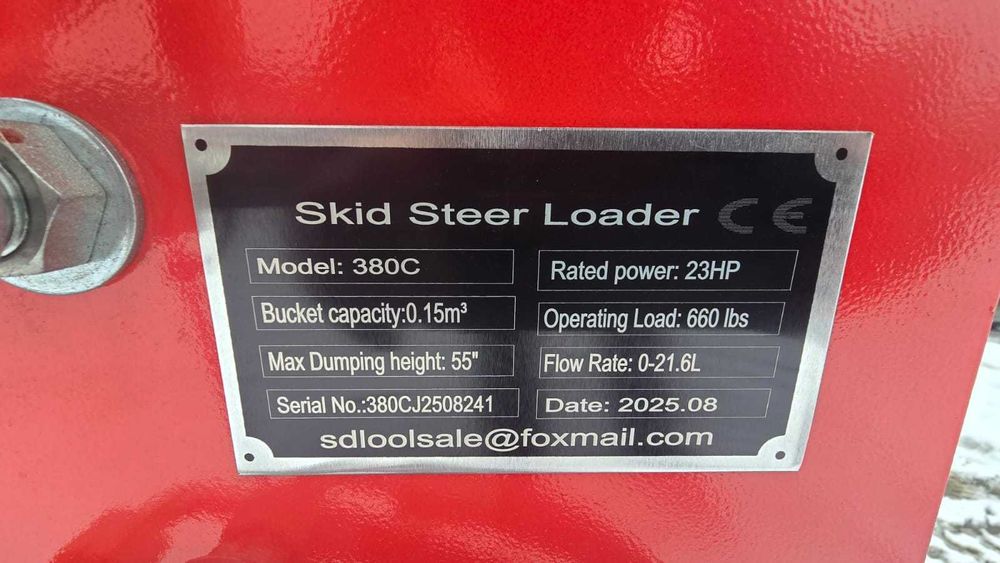 Skid Steer Loader CE
Model: 380C
Rated power: 23HP
Bucket capacity:0.15m³
Operating Load: 660 lbs
Max Dumping height: 55"
Flow Rate: 0-21.6L
Serial No.:380CJ2508241
Date: 2025.08
sdloolsale@foxmail.com